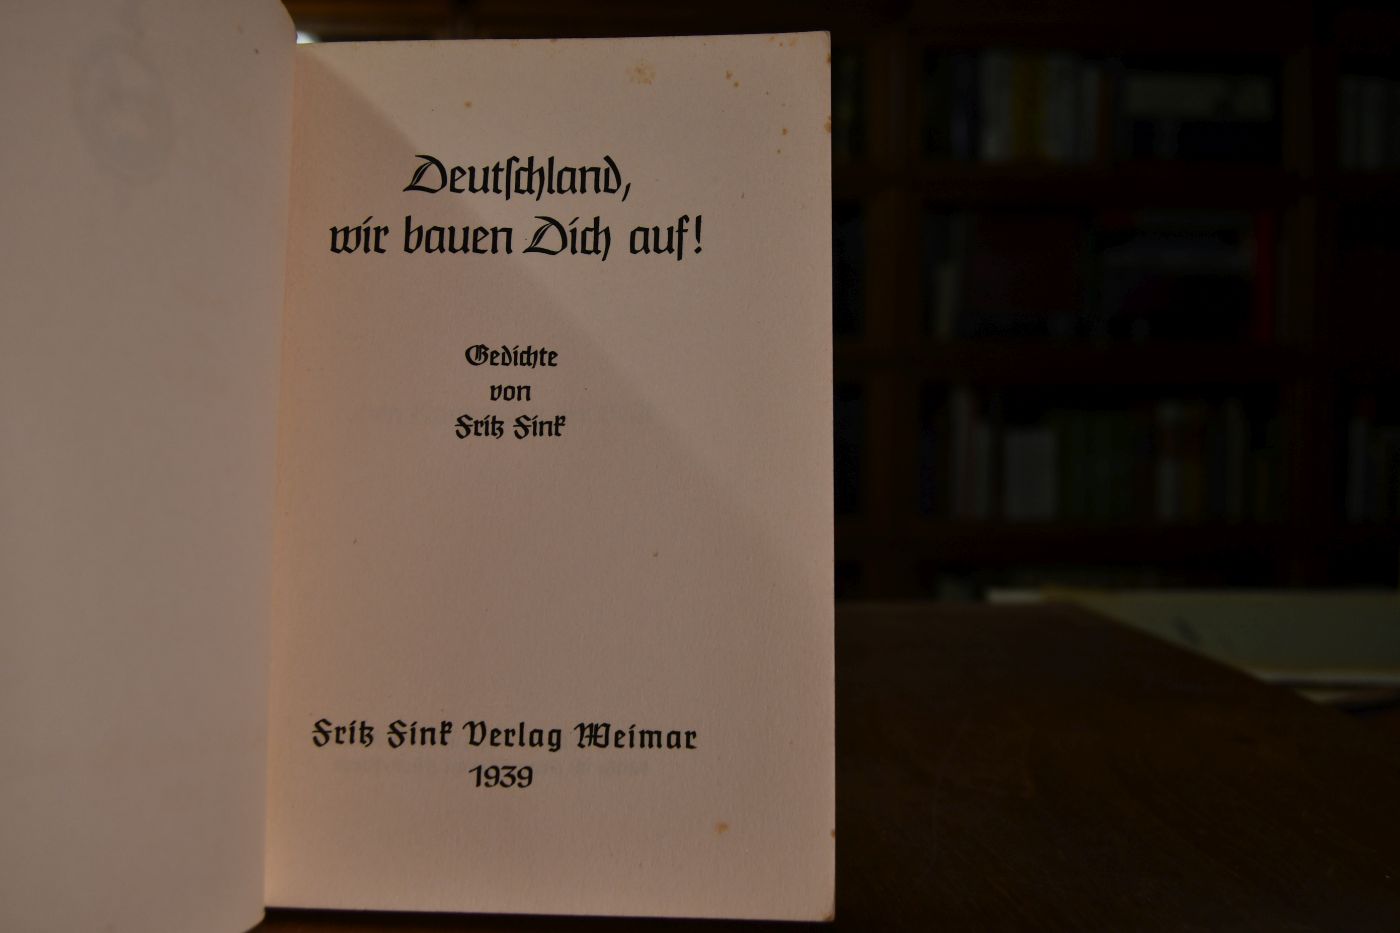 Deutſchland,
wir bauen Dich auf!
Gedichte
von
Fritz Fink
Fritz Fink Verlag Weimar
1939